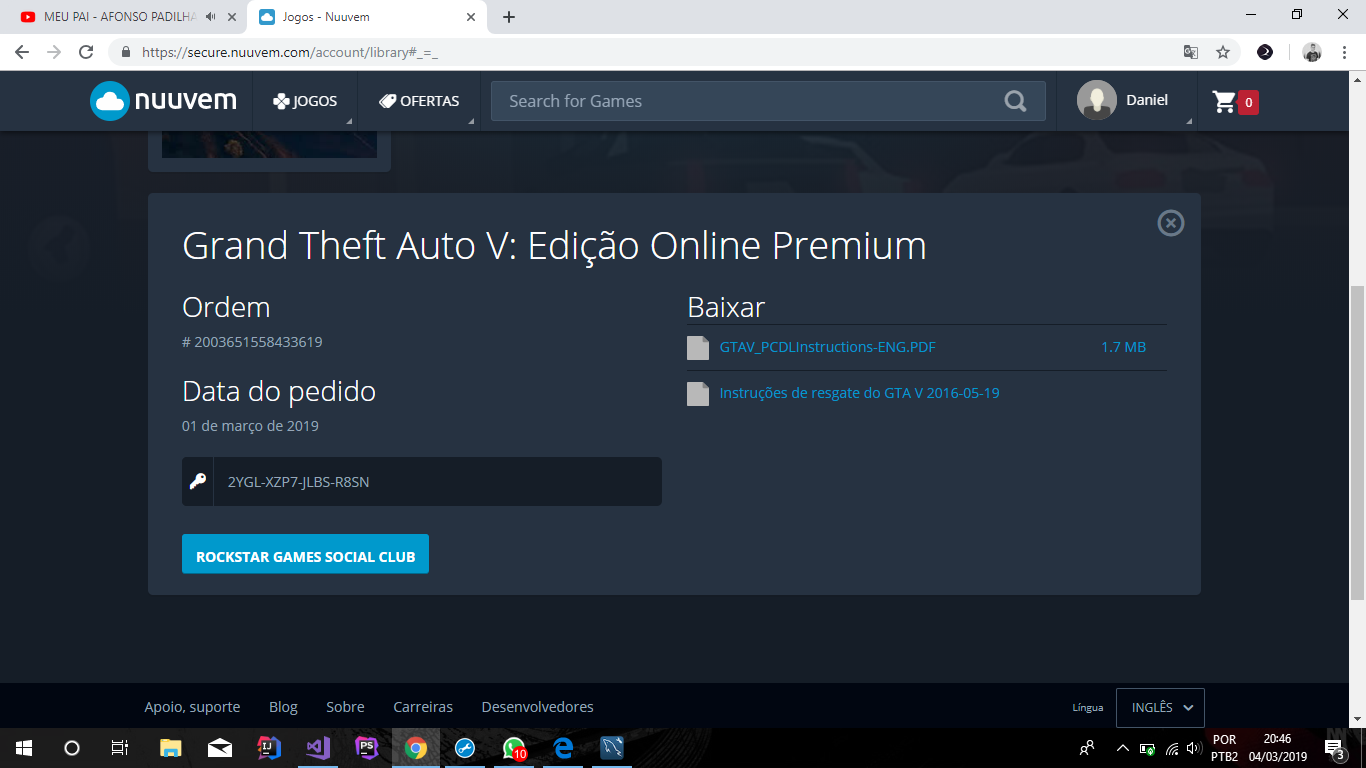 MEU PAI - AFONSO PADILHA
Jogos - Nuuvem
https://secure.nuuvem.com/account/library#_=_
nuuvem
JOGOS
OFERTAS
Search for Games
Daniel
0
Grand Theft Auto V: Edição Online Premium
Ordem
# 2003651558433619
Data do pedido
01 de março de 2019
2YGL-XZP7-JLBS-R8SN
ROCKSTAR GAMES SOCIAL CLUB
Baixar
GTAV_PCDLInstructions-ENG.PDF 1.7 MB
Instruções de resgate do GTA V 2016-05-19
Apoio, suporte Blog Sobre Carreiras Desenvolvedores
Língua INGLÊS
IJ
PS
10
POR
PTB2
20:46
04/03/2019
3